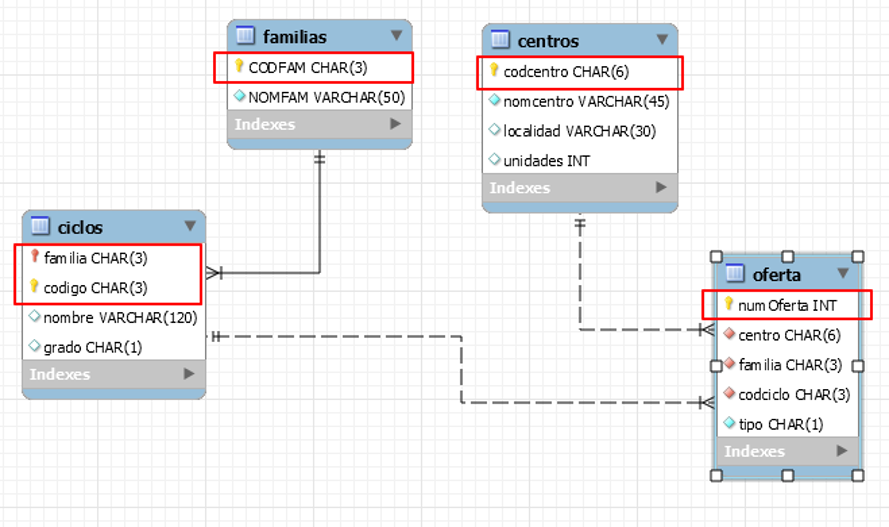 familias
CODFAM CHAR(3)
NOMFAM VARCHAR(50)
Indexes
centros
codcentro CHAR(6)
nomcentro VARCHAR(45)
localidad VARCHAR(30)
unidades INT
Indexes
ciclos
familia CHAR(3)
codigo CHAR(3)
nombre VARCHAR(120)
grado CHAR(1)
Indexes
oferta
numOferta INT
centro CHAR(6)
familia CHAR(3)
codciclo CHAR(3)
tipo CHAR(1)
Indexes